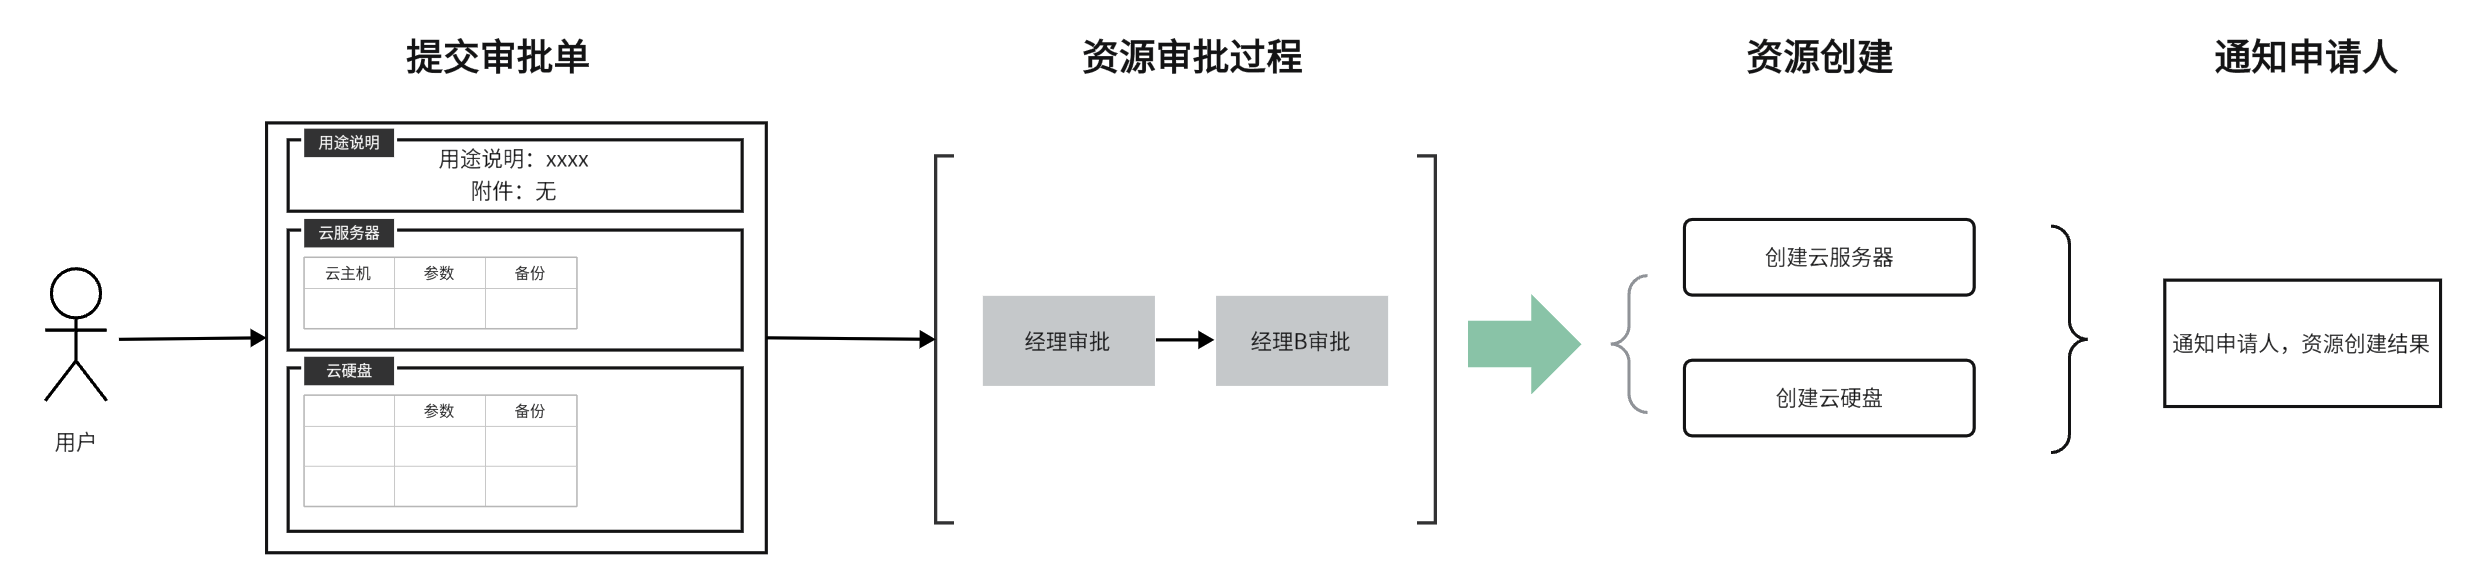 提交审批单
资源审批过程
资源创建
通知申请人
用途说明
用途说明：xxxx
附件：无
云服务器
云主机
参数
备份
云硬盘
参数
备份
用户
经理审批
经理B审批
创建云服务器
创建云硬盘
通知申请人，资源创建结果